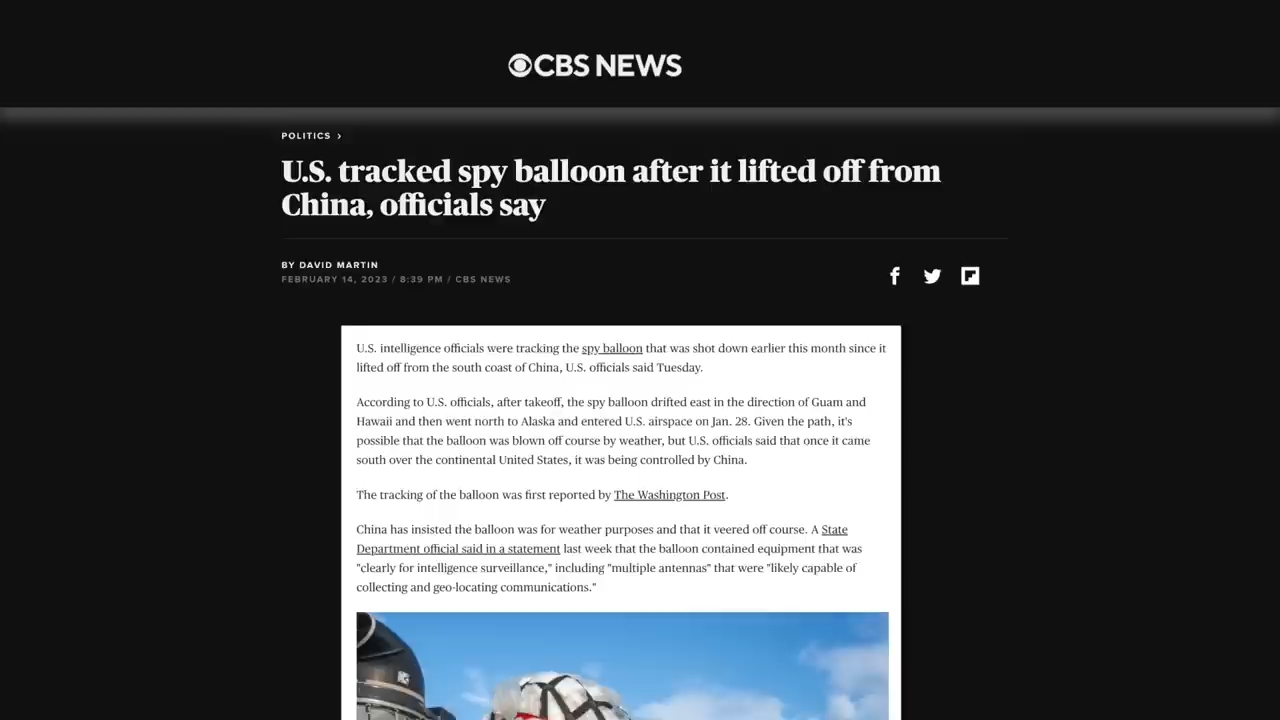 CBS NEWS
POLITICS ›
U.S. tracked spy balloon after it lifted off from
China, officials say
BY DAVID MARTIN
FEBRUARY 14, 2023 / 8:39 PM / CBS NEWS
U.S. intelligence officials were tracking the spy balloon that was shot down earlier this month since it
lifted off from the south coast of China, U.S. officials said Tuesday.
According to U.S. officials, after takeoff, the spy balloon drifted east in the direction of Guam and
Hawaii and then went north to Alaska and entered U.S. airspace on Jan. 28. Given the path, it's
possible that the balloon was blown off course by weather, but U.S. officials said that once it came
south over the continental United States, it was being controlled by China.
The tracking of the balloon was first reported by The Washington Post.
China has insisted the balloon was for weather purposes and that it veered off course. A State
Department official said in a statement last week that the balloon contained equipment that was
"clearly for intelligence surveillance," including "multiple antennas" that were "likely capable of
collecting and geo-locating communications."